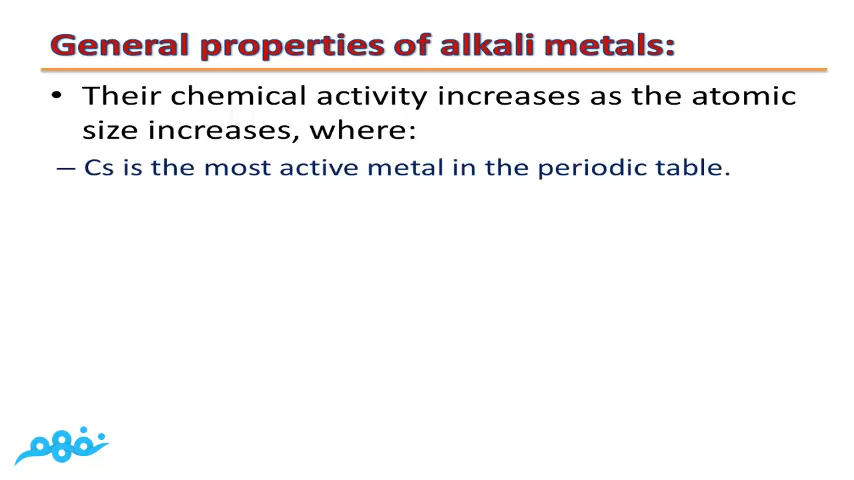 General properties of alkali metals:
• Their chemical activity increases as the atomic
size increases, where:
– Cs is the most active metal in the periodic table.
نفهم